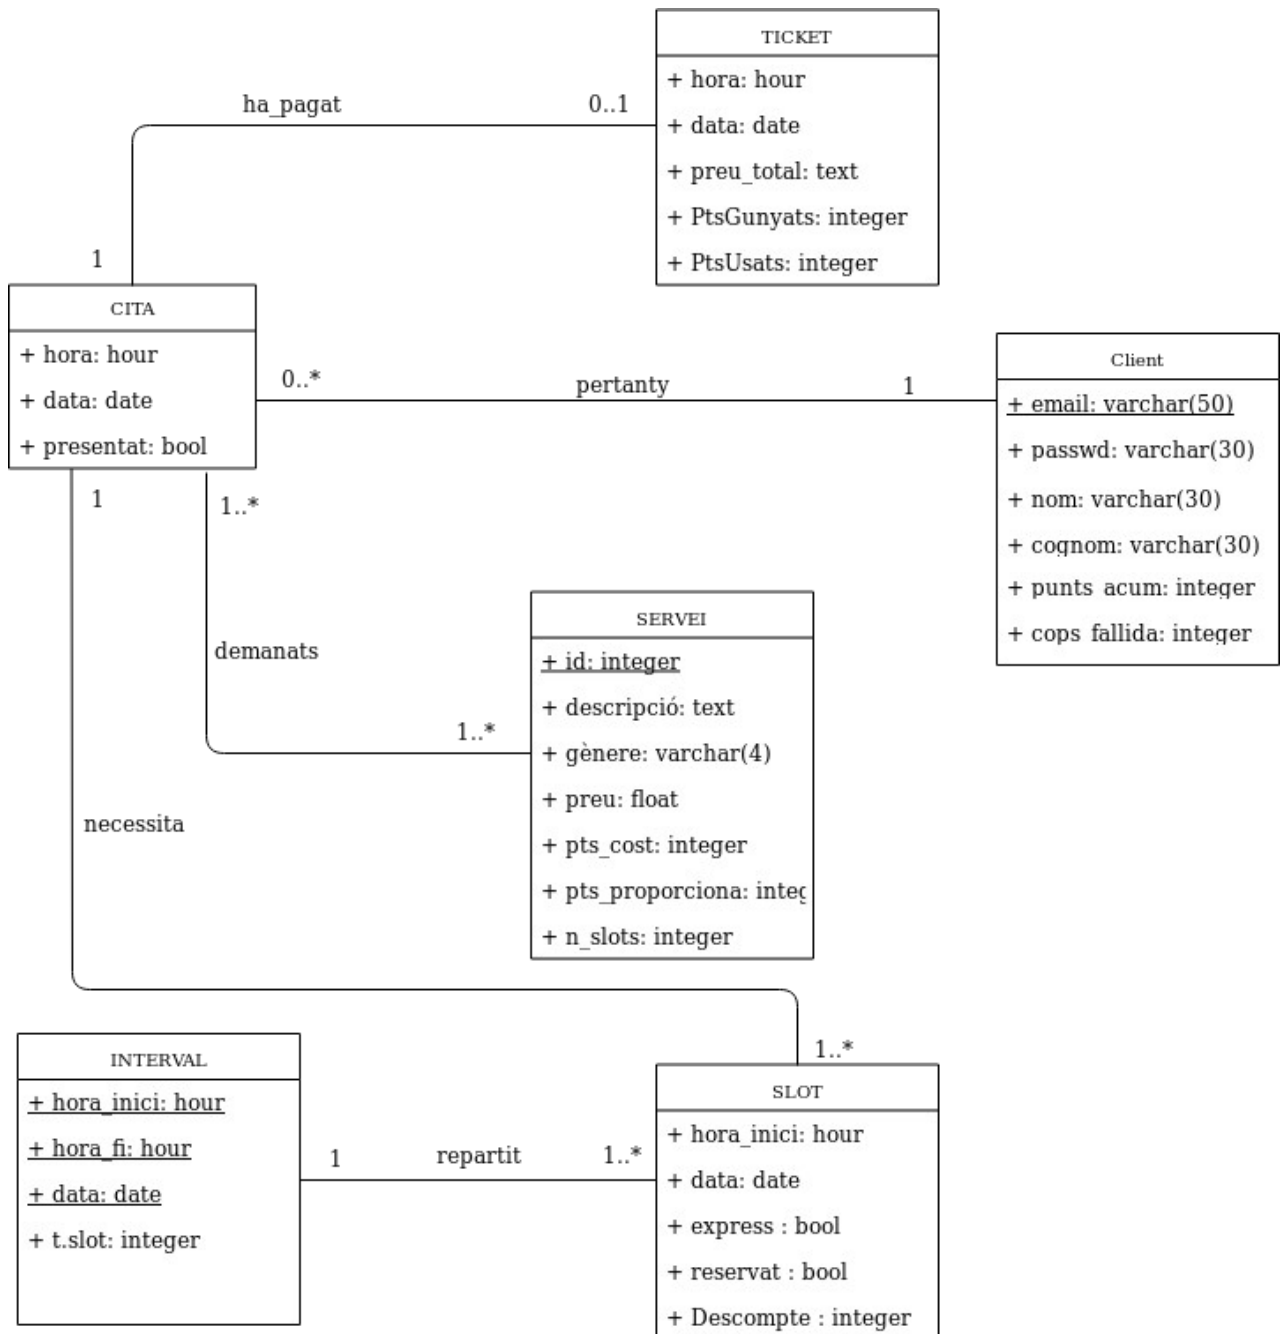 TICKET
+ hora: hour
+ data: date
+ preu_total: text
+ PtsGunyats: integer
+ PtsUsats: integer
ha_pagat
0..1
1
CITA
+ hora: hour
+ data: date
+ presentat: bool
0..*
pertanty
1
Client
+ email: varchar(50)
+ passwd: varchar(30)
+ nom: varchar(30)
+ cognom: varchar(30)
+ punts_acum: integer
+ cops_fallida: integer
1
1..*
demanats
1..*
SERVEI
+ id: integer
+ descripció: text
+ gènere: varchar(4)
+ preu: float
+ pts_cost: integer
+ pts_proporciona: integ
+ n_slots: integer
necessita
1..*
INTERVAL
+ hora_inici: hour
+ hora_fi: hour
+ data: date
+ t.slot: integer
1
repartit
1..*
SLOT
+ hora_inici: hour
+ data: date
+ express : bool
+ reservat : bool
+ Descompte : integer